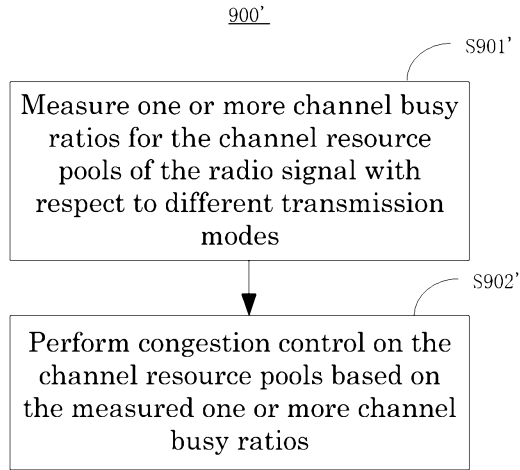 900'
S901'
Measure one or more channel busy
ratios for the channel resource
pools of the radio signal with
respect to different transmission
modes
S902'
Perform congestion control on the
channel resource pools based on
the measured one or more channel
busy ratios